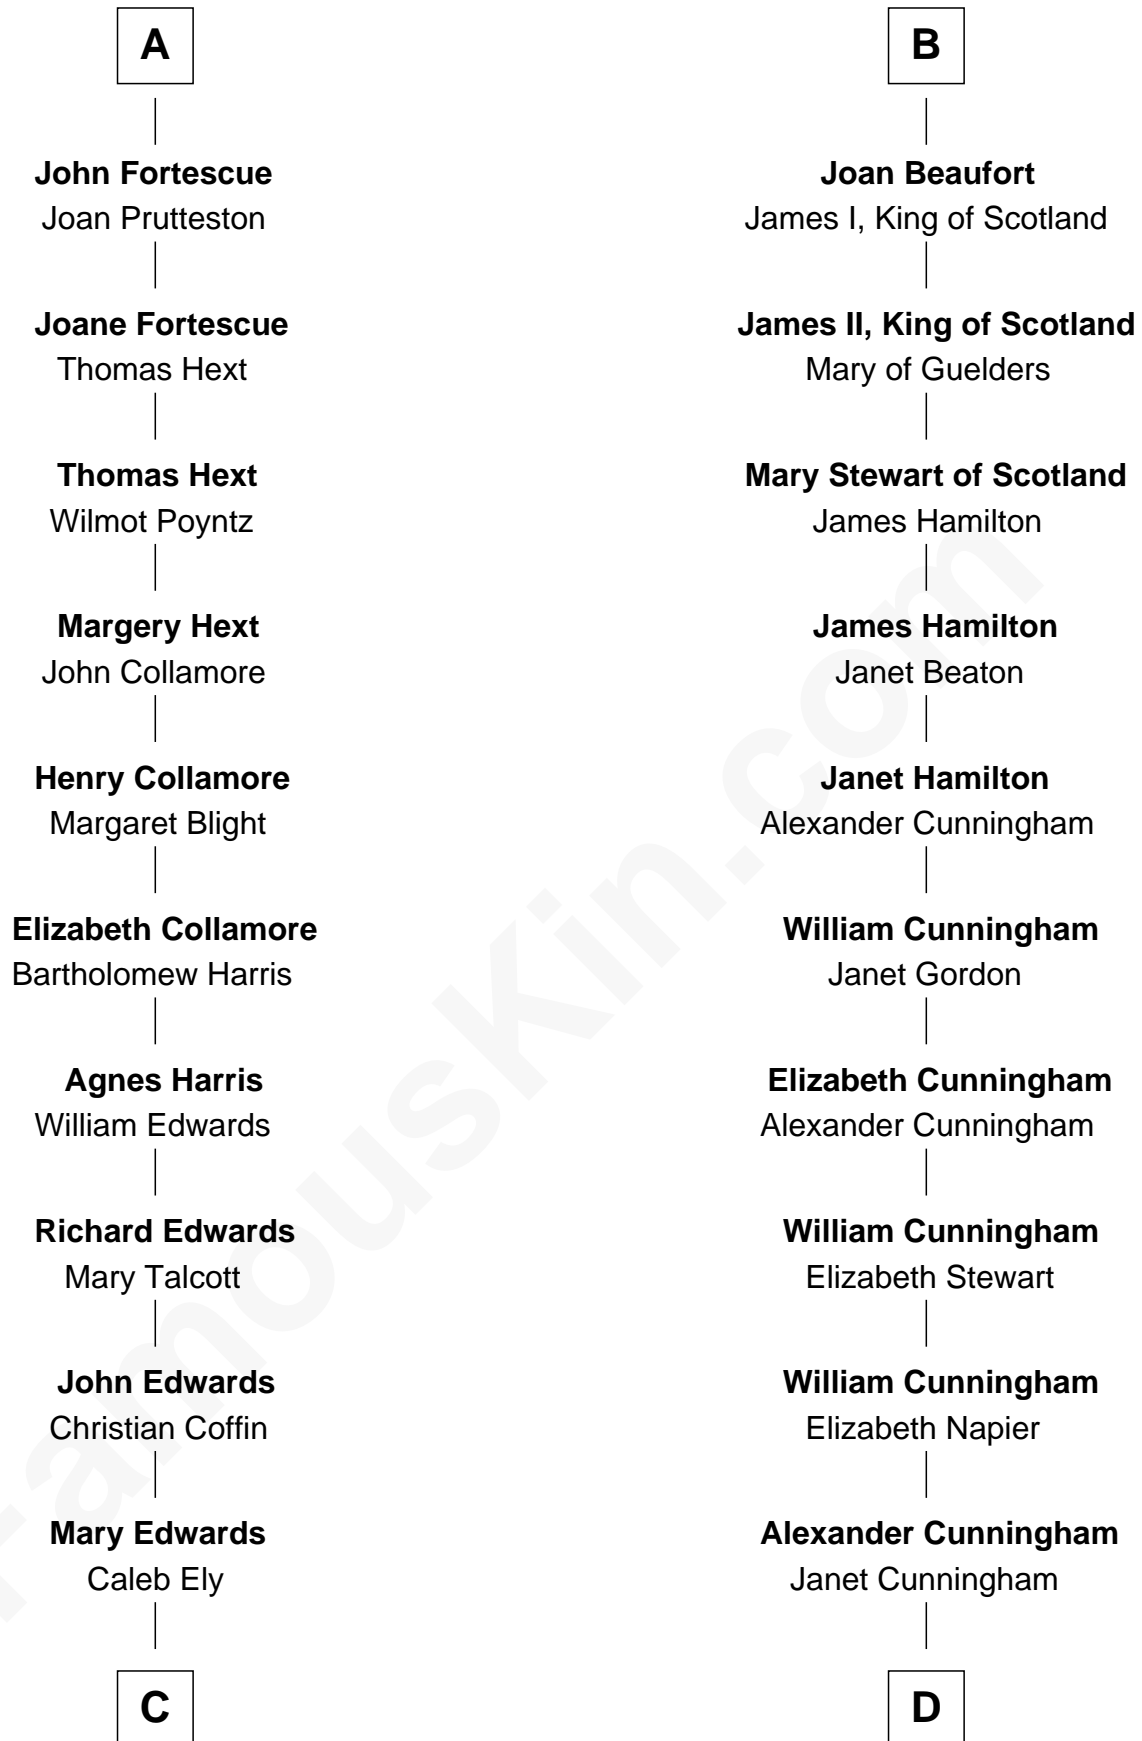 A
John Fortescue
Joan Prutteston
Joane Fortescue
Thomas Hext
Thomas Hext
Wilmot Poyntz
Margery Hext
John Collamore
Henry Collamore
Margaret Blight
Elizabeth Collamore
Bartholomew Harris
Agnes Harris
William Edwards
Richard Edwards
Mary Talcott
John Edwards
Christian Coffin
Mary Edwards
Caleb Ely
C
B
Joan Beaufort
James I, King of Scotland
James II, King of Scotland
Mary of Guelders
Mary Stewart of Scotland
James Hamilton
James Hamilton
Janet Beaton
Janet Hamilton
Alexander Cunningham
William Cunningham
Janet Gordon
Elizabeth Cunningham
Alexander Cunningham
William Cunningham
Elizabeth Stewart
William Cunningham
Elizabeth Napier
Alexander Cunningham
Janet Cunningham
D
FamousKin.com